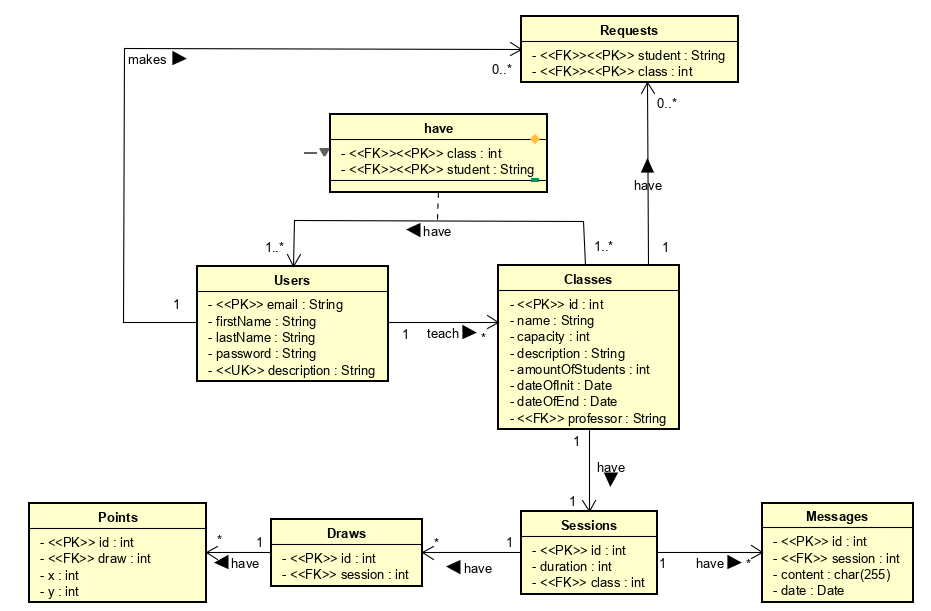 Requests
- <<FK>><<PK>> student : String
- <<FK>><<PK>> class : int
makes
0..*
0..*
have
- <<FK>><<PK>> class : int
- <<FK>><<PK>> student : String
have
1
have
1..*
1..*
Users
- <<PK>> email : String
- firstName : String
- lastName : String
- password : String
- <<UK>> description : String
1
1
teach
*
Classes
- <<PK>> id : int
- name : String
- capacity : int
- description : String
- amountOfStudents : int
- dateOfInit : Date
- dateOfEnd : Date
- <<FK>> professor : String
1
have
1
Points
- <<PK>> id : int
- <<FK>> draw : int
- x : int
- y : int
*
1
have
Draws
- <<PK>> id : int
- <<FK>> session : int
*
1
have
Sessions
- <<PK>> id : int
- duration : int
- <<FK>> class : int
1
have
*
Messages
- <<PK>> id : int
- <<FK>> session : int
- content : char(255)
- date : Date